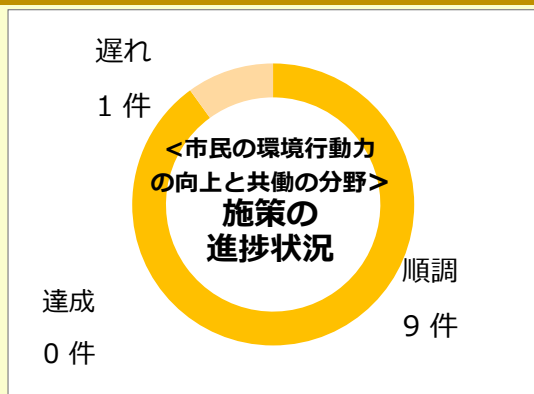 遅れ
1 件
<市民の環境行動力
の向上と共働の分野>
施策の
進捗状況
順調
9 件
達成
0 件